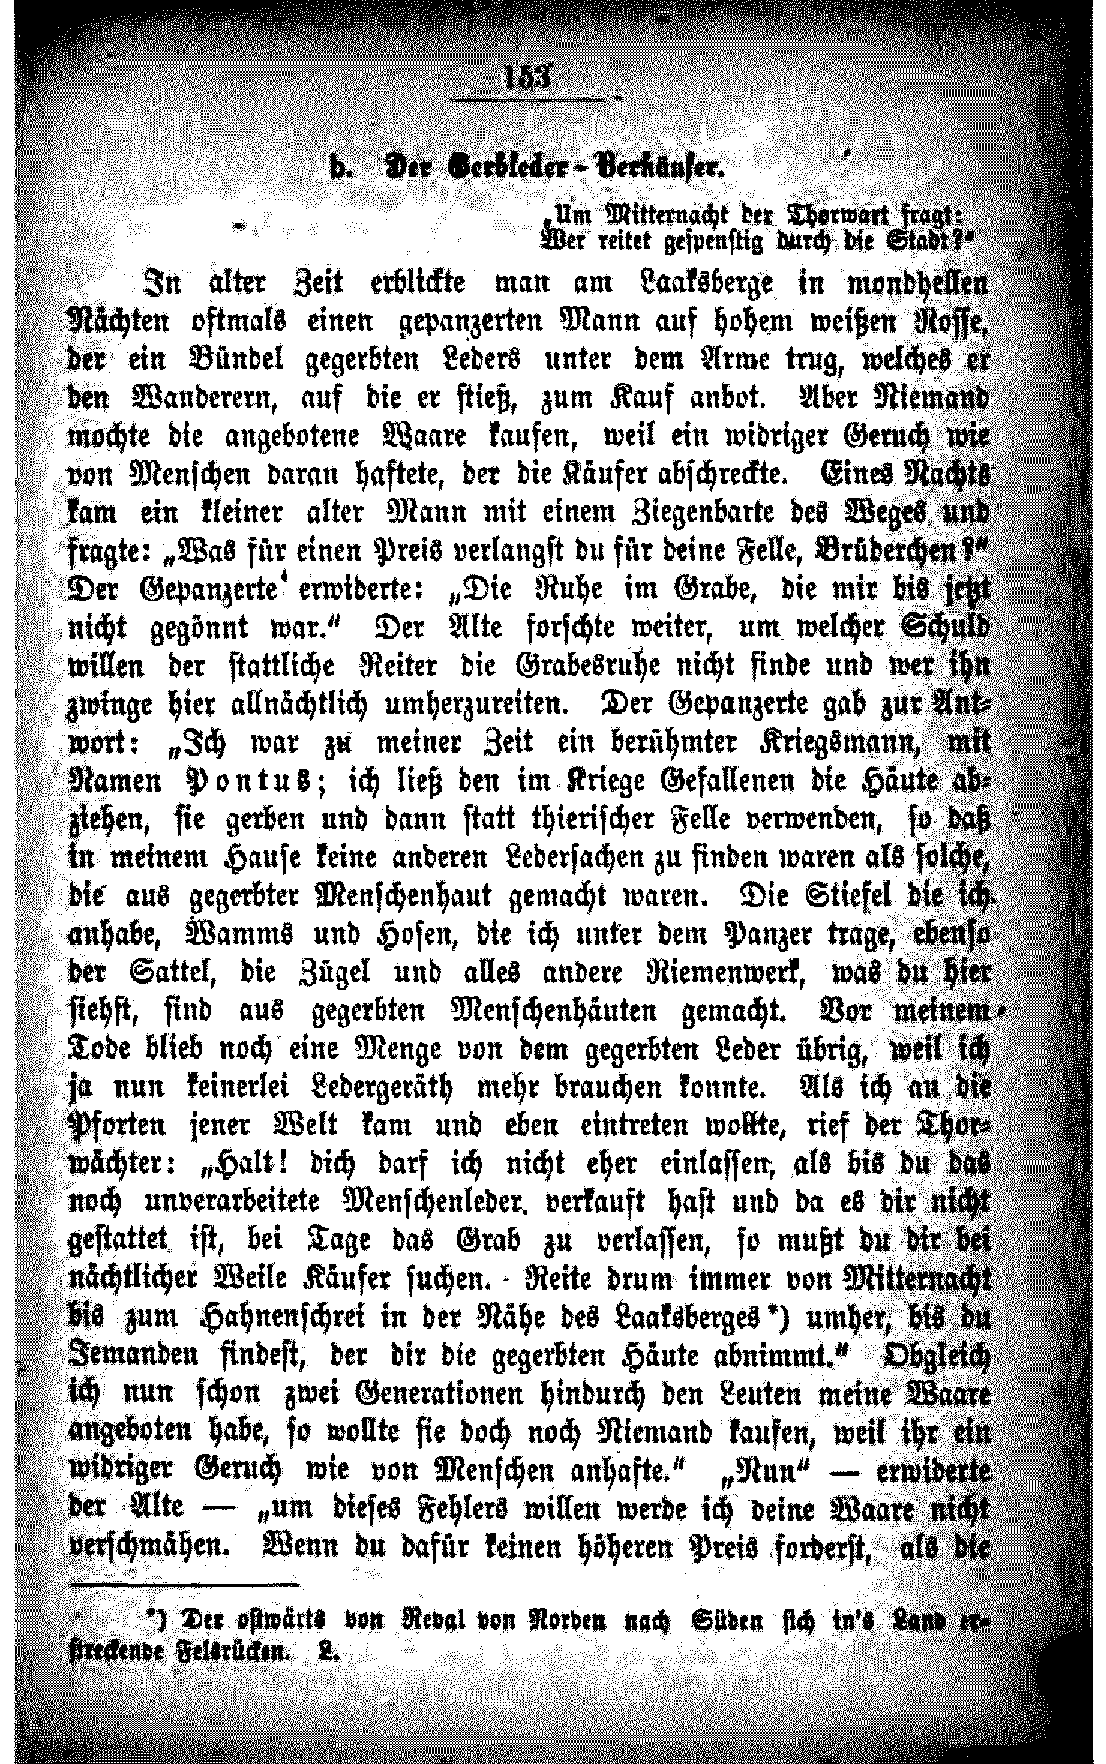 153
b. Der Gerbleder-Verkäufer.
„Um Mitternacht der Thorwart fragt:
Wer reitet gespenstig durch die Stadt?“
In alter Zeit erblickte man am Laaksberge in mondhellen
Nächten oftmals einen gepanzerten Mann auf hohem weißen Rosse,
der ein Bündel gegerbten Leders unter dem Arme trug, welches er
den Wanderern, auf die er stieß, zum Kauf anbot. Aber Niemand
mochte die angebotene Waare kaufen, weil ein widriger Geruch wie
von Menschen daran haftete, der die Käufer abschreckte. Eines Nachts
kam ein kleiner alter Mann mit einem Ziegenbarte des Weges und
fragte: „Was für einen Preis verlangst du für deine Felle, Brüderchen?“
Der Gepanzerte erwiderte: „Die Ruhe im Grabe, die mir bis jetzt
nicht gegönnt war.“ Der Alte forschte weiter, um welcher Schuld
willen der stattliche Reiter die Grabesruhe nicht finde und wer ihn
zwinge hier allnächtlich umherzureiten. Der Gepanzerte gab zur Ant-
wort: „Ich war zu meiner Zeit ein berühmter Kriegsmann, mit
Namen Pontus; ich ließ den im Kriege Gefallenen die Häute ab-
ziehen, sie gerben und dann statt thierischer Felle verwenden, so daß
in meinem Hause keine anderen Ledersachen zu finden waren als solche,
die aus gegerbter Menschenhaut gemacht waren. Die Stiefel die ich
anhabe, Wamms und Hosen, die ich unter dem Panzer trage, ebenso
der Sattel, die Zügel und alles andere Riemenwerk, was du hier
siehst, sind aus gegerbten Menschenhäuten gemacht. Vor meinem
Tode blieb noch eine Menge von dem gegerbten Leder übrig, weil ich
ja nun keinerlei Ledergeräth mehr brauchen konnte. Als ich an die
Pforten jener Welt kam und eben eintreten wollte, rief der Thor-
wächter: „Halt! dich darf ich nicht eher einlassen, als bis du das
noch unverarbeitete Menschenleder verkauft hast und da es dir nicht
gestattet ist, bei Tage das Grab zu verlassen, so mußt du dir bei
nächtlicher Weile Käufer suchen. Reite drum immer von Mitternacht
bis zum Hahnenschrei in der Nähe des Laaksberges*) umher, bis du
Jemanden findest, der dir die gegerbten Häute abnimmt.“ Obgleich
ich nun schon zwei Generationen hindurch den Leuten meine Waare
angeboten habe, so wollte sie doch noch Niemand kaufen, weil ihr ein
widriger Geruch wie von Menschen anhafte.“ „Nun“ — erwiderte
der Alte — „um dieses Fehlers willen werde ich deine Waare nicht
verschmähen. Wenn du dafür keinen höheren Preis forderst, als die
*) Der ostwärts von Reval von Norden nach Süden sich in's Land er-
streckende Felsrücken. L.